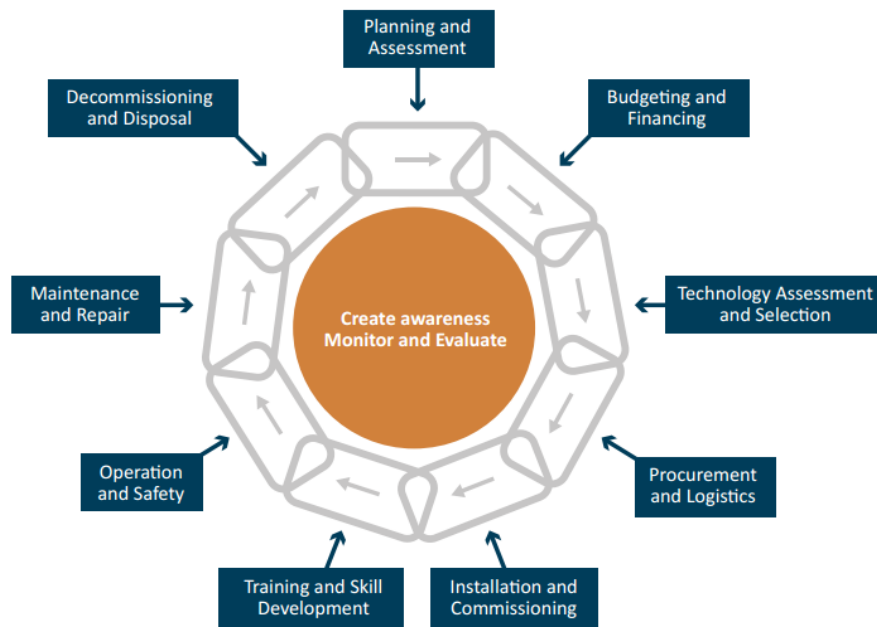 Planning and
Assessment
Budgeting and
Financing
Technology Assessment
and Selection
Procurement
and Logistics
Installation and
Commissioning
Training and Skill
Development
Operation
and Safety
Maintenance
and Repair
Decommissioning
and Disposal
Create awareness
Monitor and Evaluate